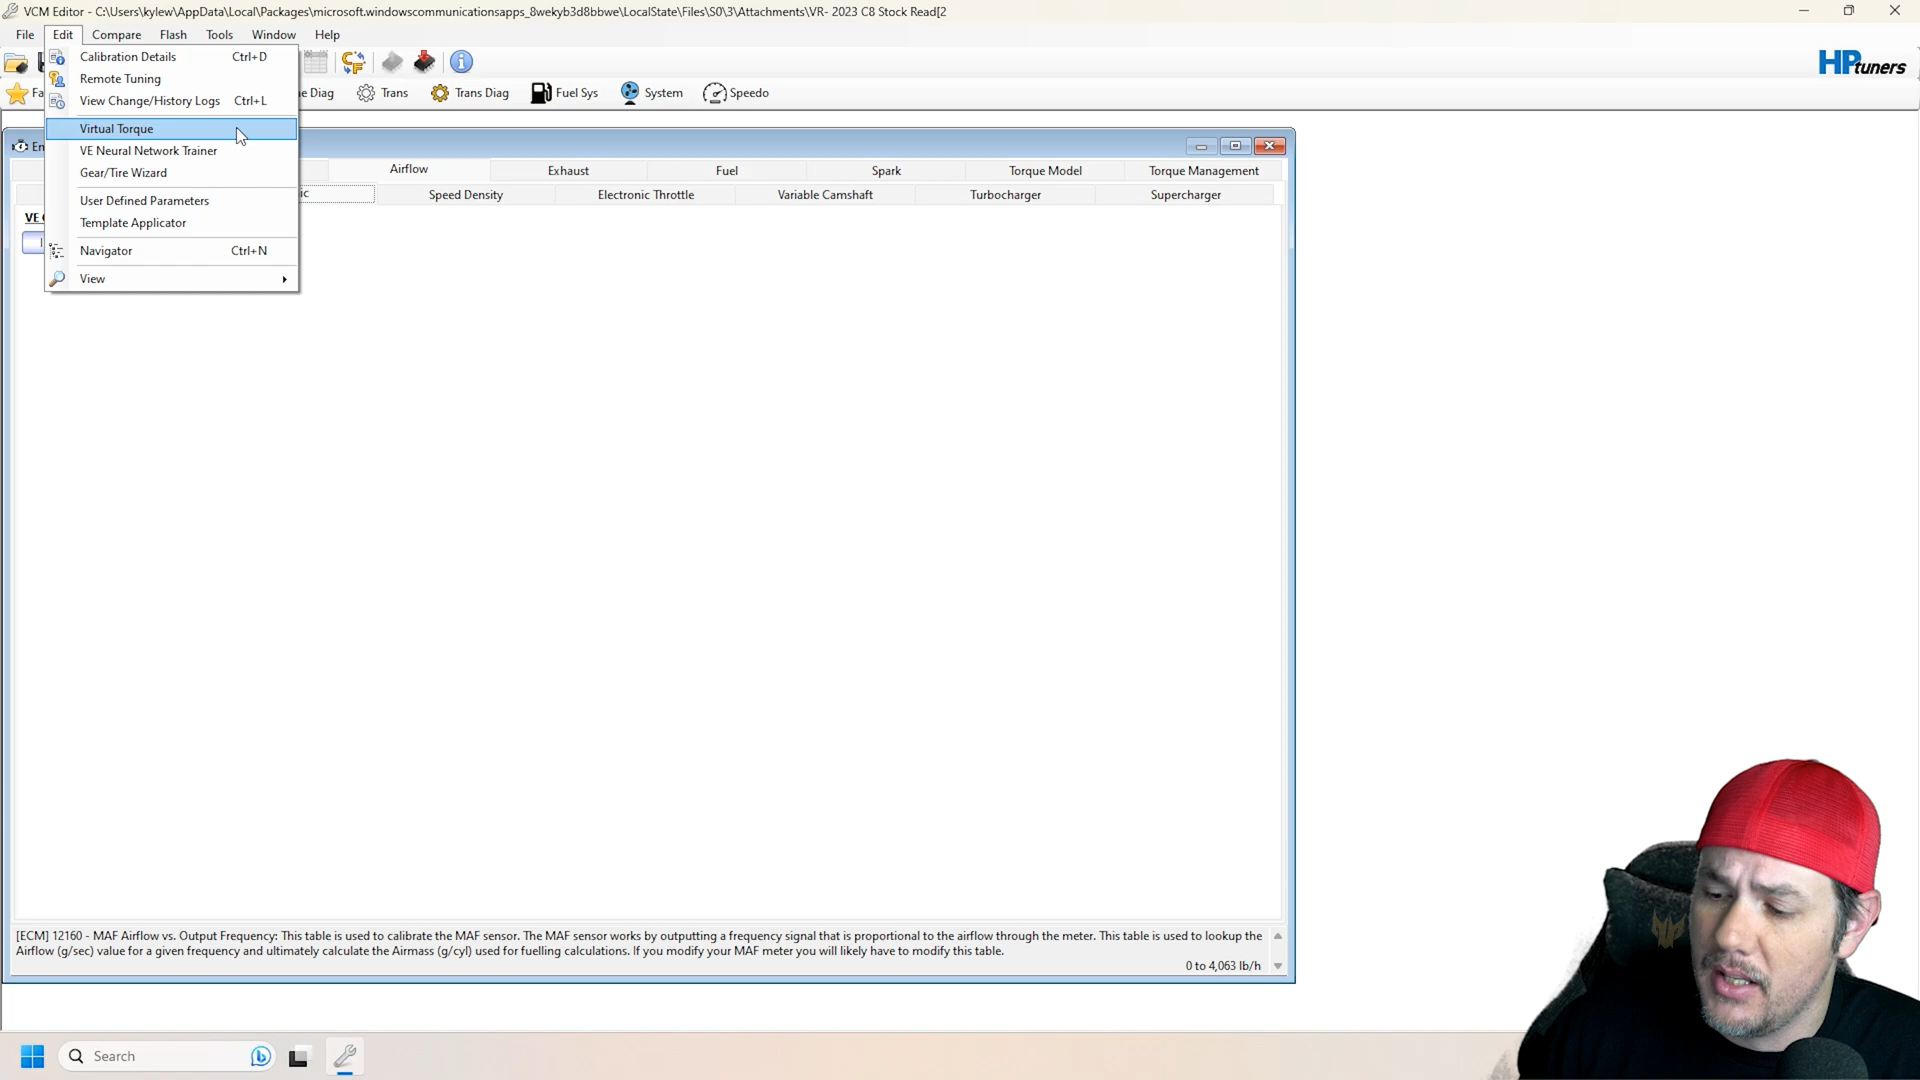 VCM Editor - C:\Users\kylew\AppData\Local\Packages\microsoft.windowscommunicationsapps_8wekyb3d8bbwe\LocalState\Files\S0\3\Attachments\VR- 2023 C8 Stock Read[2
File Edit Compare Flash Tools Window Help
HPtuners
Calibration Details Ctrl+D
Remote Tuning
View Change/History Logs Ctrl+L
Virtual Torque
VE Neural Network Trainer
Gear/Tire Wizard
User Defined Parameters
Template Applicator
Navigator Ctrl+N
View
Fa
e Diag Trans Trans Diag Fuel Sys System Speedo
En
Airflow Exhaust Fuel Spark Torque Model Torque Management
ic Speed Density Electronic Throttle Variable Camshaft Turbocharger Supercharger
VE
[ECM] 12160 - MAF Airflow vs. Output Frequency: This table is used to calibrate the MAF sensor. The MAF sensor works by outputting a frequency signal that is proportional to the airflow through the meter. This table is used to lookup the
Airflow (g/sec) value for a given frequency and ultimately calculate the Airmass (g/cyl) used for fuelling calculations. If you modify your MAF meter you will likely have to modify this table.
0 to 4,063 lb/h
Search